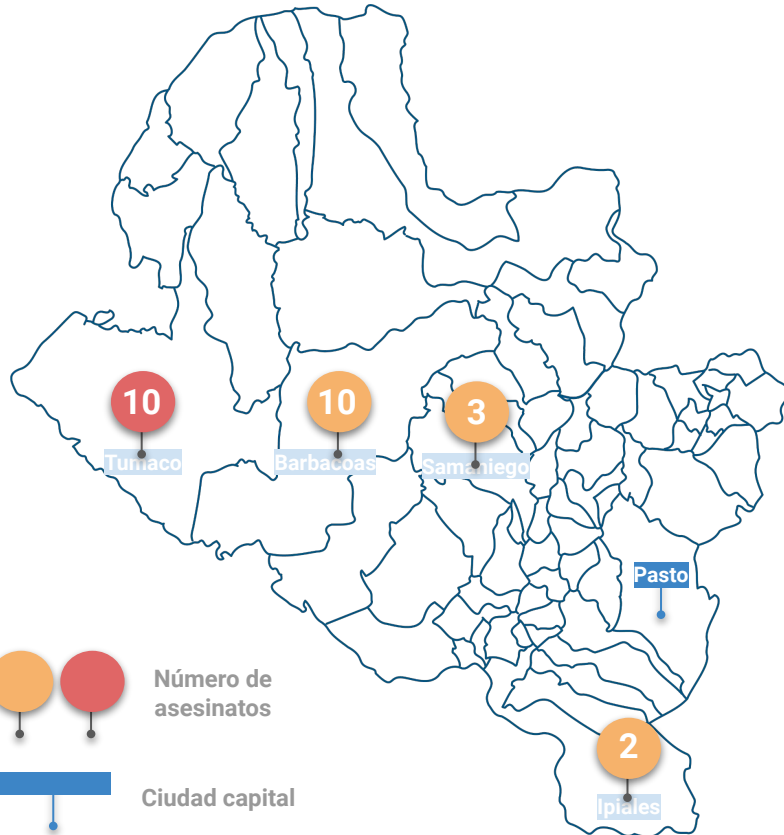 10
10
3
Tumaco
Barbacoas
Samaniego
Pasto
Número de
asesinatos
2
Ciudad capital
Ipiales